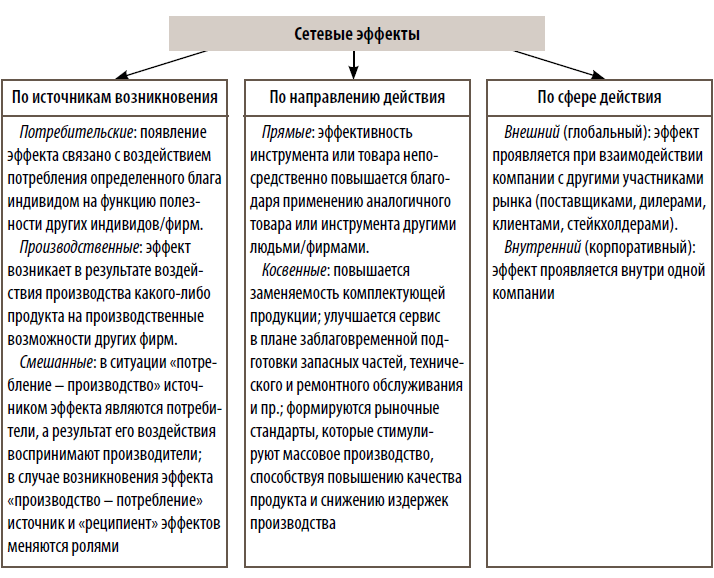 Сетевые эффекты
По источникам возникновения
Потребительские: появление
эффекта связано с воздействием
потребления определенного блага
индивидом на функцию полез-
ности других индивидов/фирм.
Производственные: эффект
возникает в результате воздей-
ствия производства какого-либо
продукта на производственные
возможности других фирм.
Смешанные: в ситуации «потре-
бление – производство» источ-
ником эффекта являются потреби-
тели, а результат его воздействия
воспринимают производители;
в случае возникновения эффекта
«производство – потребление»
источник и «реципиент» эффектов
меняются ролями
По направлению действия
Прямые: эффективность
инструмента или товара непо-
средственно повышается благо-
даря применению аналогичного
товара или инструмента другими
людьми/фирмами.
Косвенные: повышается
заменяемость комплектующей
продукции; улучшается сервис
в плане заблаговременной под-
готовки запасных частей, техниче-
ского и ремонтного обслуживания
и пр.; формируются рыночные
стандарты, которые стимули-
руют массовое производство,
способствуя повышению качества
продукта и снижению издержек
производства
По сфере действия
Внешний (глобальный): эффект
проявляется при взаимодействии
компании с другими участниками
рынка (поставщиками, дилерами,
клиентами, стейкхолдерами).
Внутренний (корпоративный):
эффект проявляется внутри одной
компании